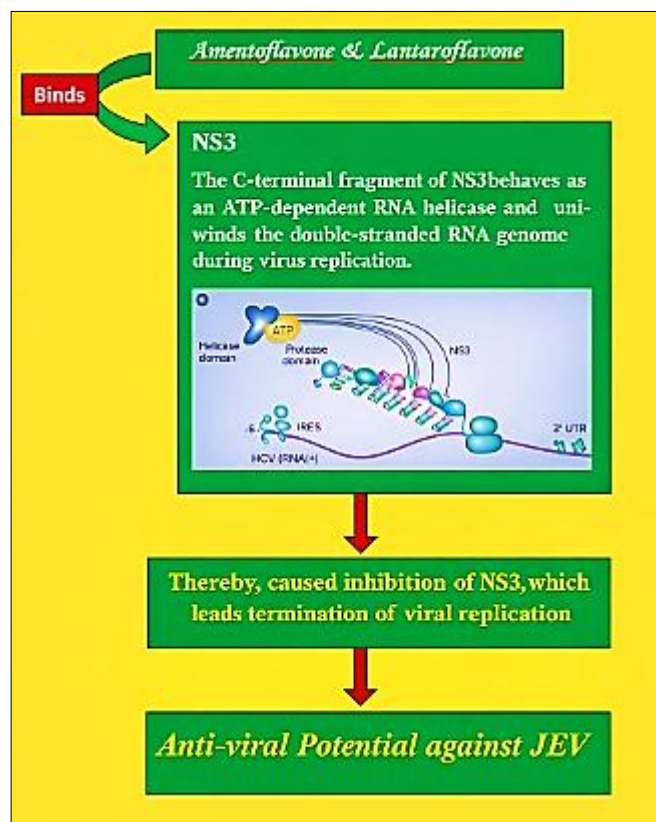 Amentoflavone & Lantaroflavone
Binds
NS3
The C-terminal fragment of NS3behaves as
an ATP-dependent RNA helicase and uni-
winds the double-stranded RNA genome
during virus replication.
Helicase
domain
ATP
Protease
domain
NS3
IRES
HCV (RNA(+)
UTR
Thereby, caused inhibition of NS3,which
leads termination of viral replication
Anti-viral Potential against JEV